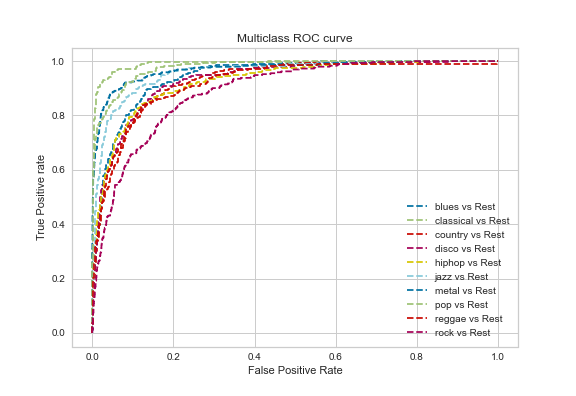 Multiclass ROC curve
True Positive rate
1.0
0.8
0.6
0.4
0.2
0.0
blues vs Rest
classical vs Rest
country vs Rest
disco vs Rest
hiphop vs Rest
jazz vs Rest
metal vs Rest
pop vs Rest
reggae vs Rest
rock vs Rest
0.0 0.2 0.4 0.6 0.8 1.0
False Positive Rate